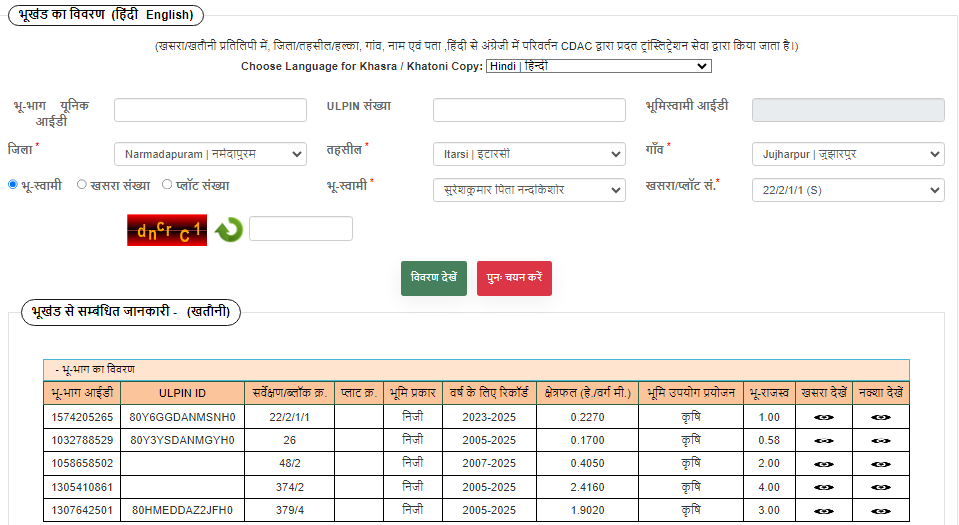 भूखंड का विवरण (हिंदी English)
(खसरा/खतौनी प्रतिलिपी में, जिला/तहसील/हल्का, गांव, नाम एवं पता ,हिंदी से अंग्रेजी में परिवर्तन CDAC द्वारा प्रदत ट्रांस्लिट्रेशन सेवा द्वारा किया जाता है।)
Choose Language for Khasra / Khatoni Copy: Hindi | हिन्दी
भू-भाग यूनिक आईडी ULPIN संख्या भूमिस्वामी आईडी
जिला * Narmadapuram | नर्मदापुरम तहसील * Itarsi | इटारसी गाँव * Jujharpur | जुझारपुर
भू-स्वामी खसरा संख्या प्लॉट संख्या भू-स्वामी * सुरेशकुमार पिता नन्दकिशोर खसरा/प्लॉट सं.* 22/2/1/1 (S)
dncr c1
विवरण देखें पुनः चयन करें
भूखंड से सम्बंधित जानकारी - (खतौनी)
- भू-भाग का विवरण
भू-भाग आईडी ULPIN ID सर्वेक्षण/ब्लॉक क्र. प्लाट क्र. भूमि प्रकार वर्ष के लिए रिकॉर्ड क्षेत्रफल (हे./वर्ग मी.) भूमि उपयोग प्रयोजन भू-राजस्व खसरा देखें नक्शा देखें
1574205265 80Y6GGDANMSNH0 22/2/1/1 निजी 2023-2025 0.2270 कृषि 1.00
1032788529 80Y3YSDANMGYH0 26 निजी 2005-2025 0.1700 कृषि 0.58
1058658502 48/2 निजी 2007-2025 0.4050 कृषि 2.00
1305410861 374/2 निजी 2005-2025 2.4160 कृषि 4.00
1307642501 80HMEDDAZ2JFH0 379/4 निजी 2005-2025 1.9020 कृषि 3.00